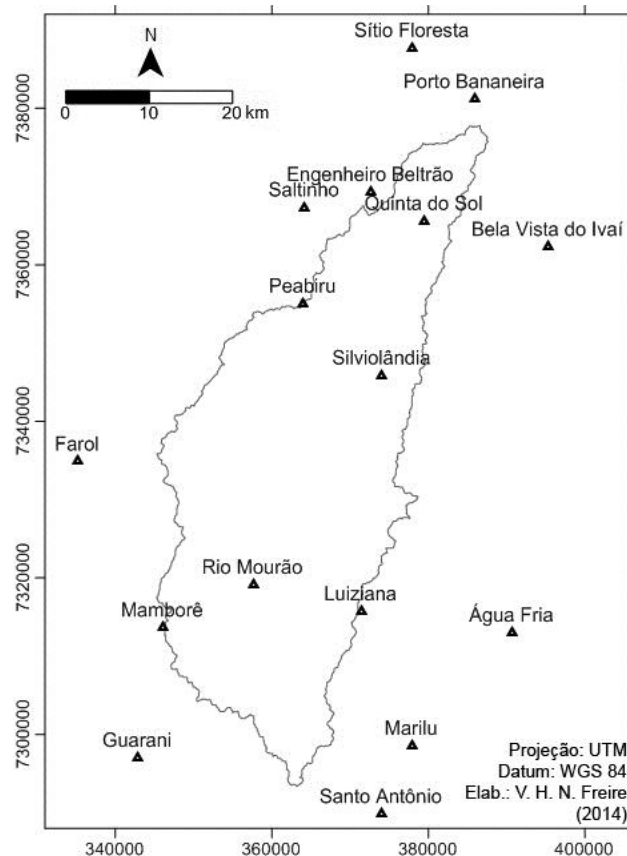 Sítio Floresta
N
Porto Bananeira
0 10 20 km
7380000
Engenheiro Beltrão
Saltinho
Quinta do Sol
Bela Vista do Ivaí
7360000
Peabiru
Silviolândia
7340000
Farol
Rio Mourão
7320000
Luiziana
Mamborê
Água Fria
7300000
Guarani
Marilu
Projeção: UTM
Datum: WGS 84
Elab.: V. H. N. Freire
(2014)
Santo Antônio
340000 360000 380000 400000